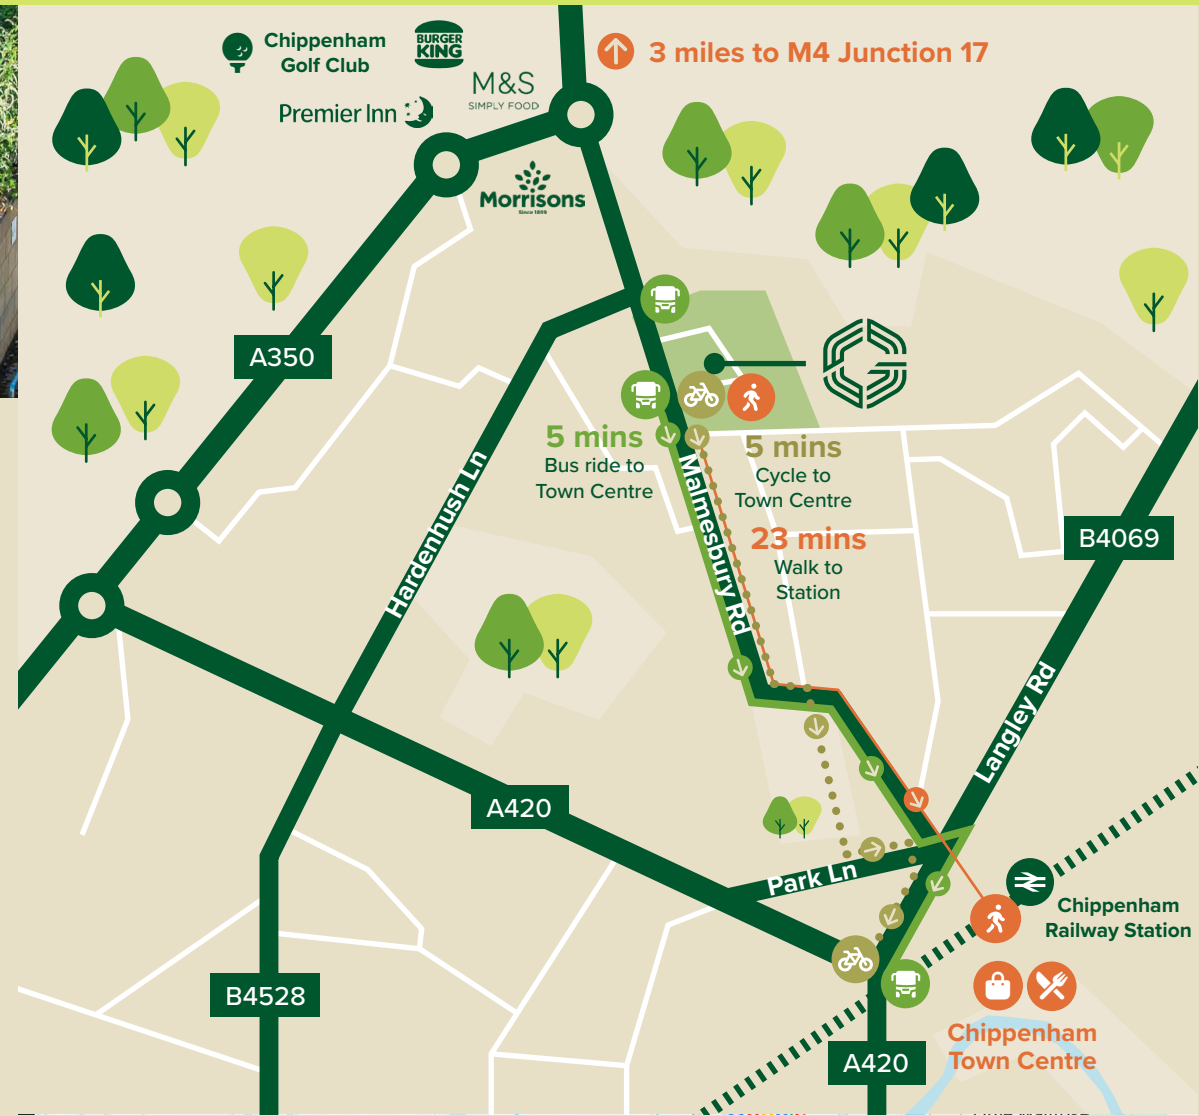 Chippenham
Golf Club
BURGER
KING
M&S
SIMPLY FOOD
Premier Inn
Morrisons
Since 1899
3 miles to M4 Junction 17
A350
5 mins
Bus ride to
Town Centre
5 mins
Cycle to
Town Centre
23 mins
Walk to
Station
Hardenhush Ln
Malmesbury Rd
B4069
Langley Rd
A420
Park Ln
Chippenham
Railway Station
B4528
Chippenham
Town Centre
A420